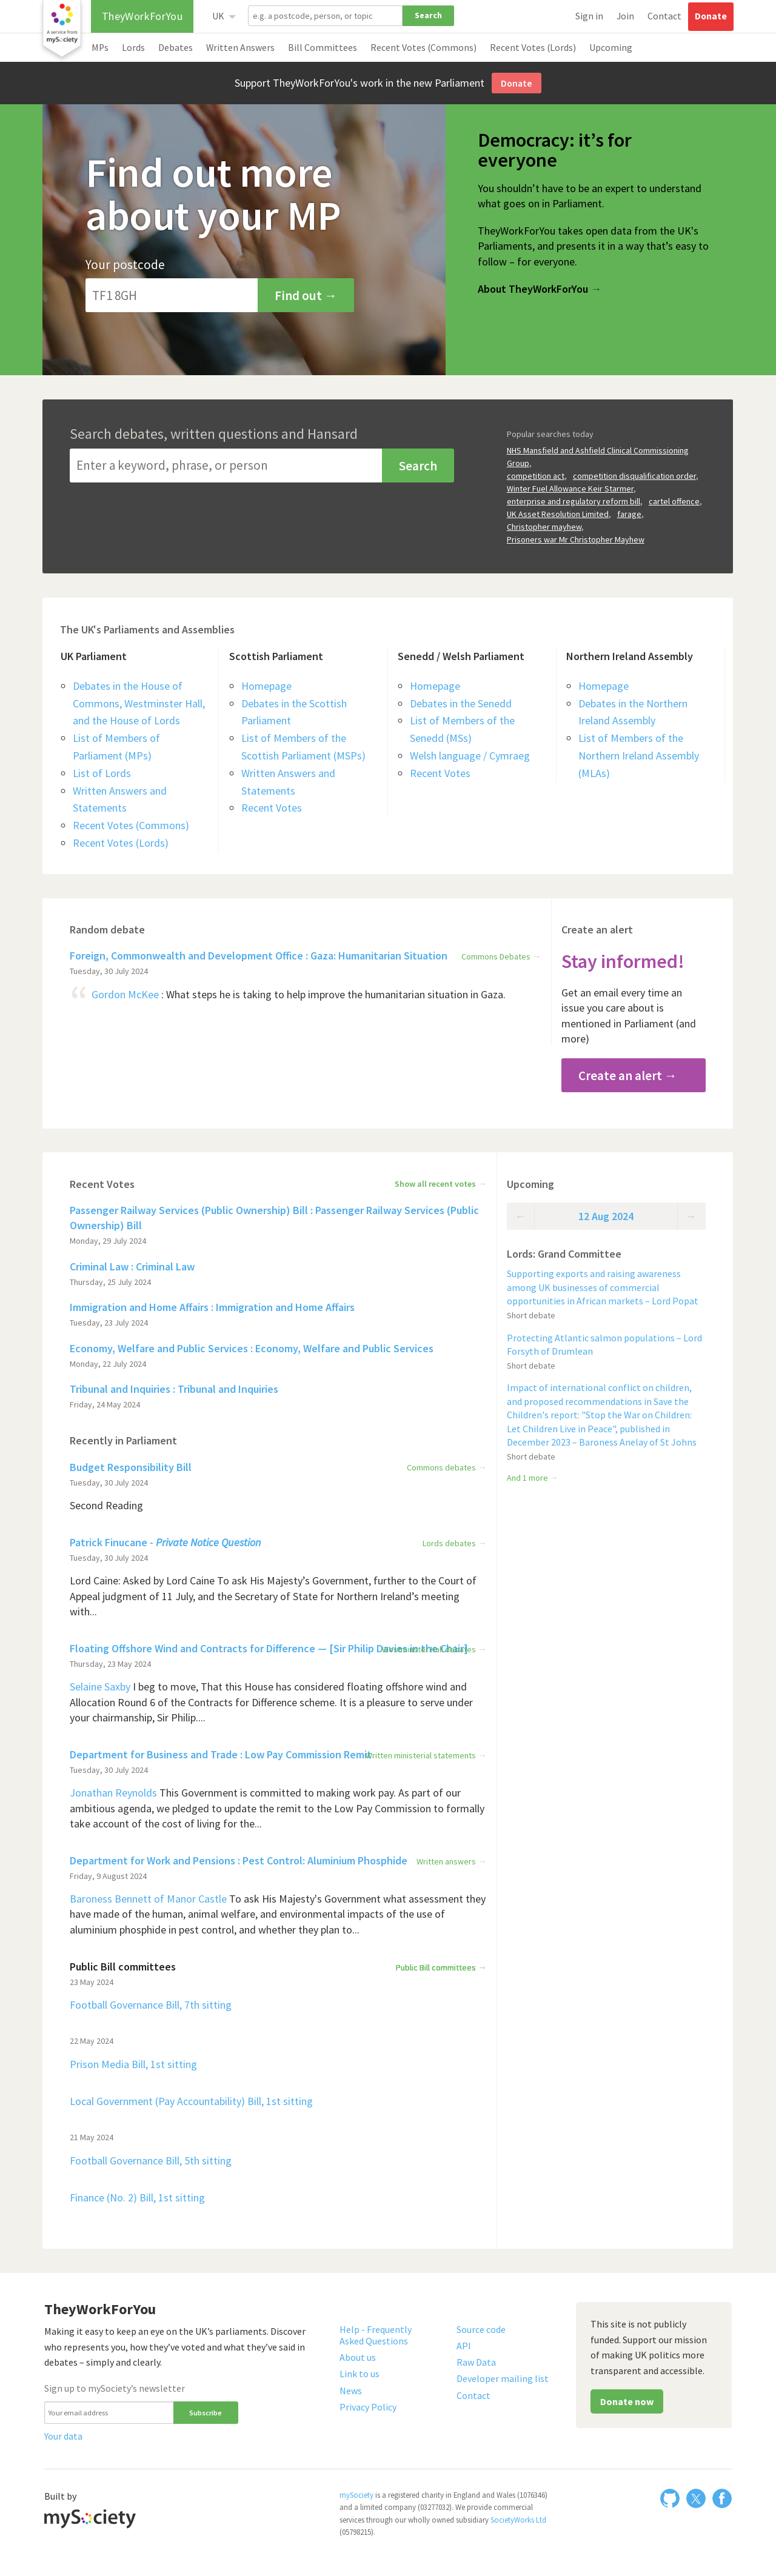 A service from
mySociety
TheyWorkForYou
UK
e.g. a postcode, person, or topic
Search
Sign in
Join
Contact
Donate
MPs
Lords
Debates
Written Answers
Bill Committees
Recent Votes (Commons)
Recent Votes (Lords)
Upcoming
Support TheyWorkForYou's work in the new Parliament
Donate
Find out more
about your MP
Your postcode
TF1 8GH
Find out →
Democracy: it's for
everyone
You shouldn't have to be an expert to understand
what goes on in Parliament.
TheyWorkForYou takes open data from the UK's
Parliaments, and presents it in a way that's easy to
follow – for everyone.
About TheyWorkForYou →
Search debates, written questions and Hansard
Enter a keyword, phrase, or person
Search
Popular searches today
NHS Mansfield and Ashfield Clinical Commissioning
Group,
competition act, competition disqualification order,
Winter Fuel Allowance Keir Starmer,
enterprise and regulatory reform bill, cartel offence,
UK Asset Resolution Limited, farage,
Christopher mayhew,
Prisoners war Mr Christopher Mayhew
The UK's Parliaments and Assemblies
UK Parliament
Debates in the House of
Commons, Westminster Hall,
and the House of Lords
List of Members of
Parliament (MPs)
List of Lords
Written Answers and
Statements
Recent Votes (Commons)
Recent Votes (Lords)
Scottish Parliament
Homepage
Debates in the Scottish
Parliament
List of Members of the
Scottish Parliament (MSPs)
Written Answers and
Statements
Recent Votes
Senedd / Welsh Parliament
Homepage
Debates in the Senedd
List of Members of the
Senedd (MSs)
Welsh language / Cymraeg
Recent Votes
Northern Ireland Assembly
Homepage
Debates in the Northern
Ireland Assembly
List of Members of the
Northern Ireland Assembly
(MLAs)
Random debate
Foreign, Commonwealth and Development Office : Gaza: Humanitarian Situation
Commons Debates →
Tuesday, 30 July 2024
“ Gordon McKee : What steps he is taking to help improve the humanitarian situation in Gaza.
Create an alert
Stay informed!
Get an email every time an
issue you care about is
mentioned in Parliament (and
more)
Create an alert →
Recent Votes
Show all recent votes →
Passenger Railway Services (Public Ownership) Bill : Passenger Railway Services (Public
Ownership) Bill
Monday, 29 July 2024
Criminal Law : Criminal Law
Thursday, 25 July 2024
Immigration and Home Affairs : Immigration and Home Affairs
Tuesday, 23 July 2024
Economy, Welfare and Public Services : Economy, Welfare and Public Services
Monday, 22 July 2024
Tribunal and Inquiries : Tribunal and Inquiries
Friday, 24 May 2024
Recently in Parliament
Budget Responsibility Bill
Commons debates →
Tuesday, 30 July 2024
Second Reading
Patrick Finucane - Private Notice Question
Lords debates →
Tuesday, 30 July 2024
Lord Caine: Asked by Lord Caine To ask His Majesty's Government, further to the Court of
Appeal judgment of 11 July, and the Secretary of State for Northern Ireland's meeting
with...
Floating Offshore Wind and Contracts for Difference — [Sir Philip Davies in the Chair]
Thursday, 23 May 2024
Selaine Saxby I beg to move, That this House has considered floating offshore wind and
Allocation Round 6 of the Contracts for Difference scheme. It is a pleasure to serve under
your chairmanship, Sir Philip....
Department for Business and Trade : Low Pay Commission Remit
Written ministerial statements →
Tuesday, 30 July 2024
Jonathan Reynolds This Government is committed to making work pay. As part of our
ambitious agenda, we pledged to update the remit to the Low Pay Commission to formally
take account of the cost of living for the...
Department for Work and Pensions : Pest Control: Aluminium Phosphide
Written answers →
Friday, 9 August 2024
Baroness Bennett of Manor Castle To ask His Majesty's Government what assessment they
have made of the human, animal welfare, and environmental impacts of the use of
aluminium phosphide in pest control, and whether they plan to...
Public Bill committees
Public Bill committees →
23 May 2024
Football Governance Bill, 7th sitting
22 May 2024
Prison Media Bill, 1st sitting
Local Government (Pay Accountability) Bill, 1st sitting
21 May 2024
Football Governance Bill, 5th sitting
Finance (No. 2) Bill, 1st sitting
Upcoming
← 12 Aug 2024 →
Lords: Grand Committee
Supporting exports and raising awareness
among UK businesses of commercial
opportunities in African markets – Lord Popat
Short debate
Protecting Atlantic salmon populations – Lord
Forsyth of Drumlean
Short debate
Impact of international conflict on children,
and proposed recommendations in Save the
Children's report: "Stop the War on Children:
Let Children Live in Peace", published in
December 2023 – Baroness Anelay of St Johns
Short debate
And 1 more →
TheyWorkForYou
Making it easy to keep an eye on the UK's parliaments. Discover
who represents you, how they've voted and what they've said in
debates – simply and clearly.
Sign up to mySociety's newsletter
Your email address
Subscribe
Your data
Help - Frequently
Asked Questions
About us
Link to us
News
Privacy Policy
Source code
API
Raw Data
Developer mailing list
Contact
This site is not publicly
funded. Support our mission
of making UK politics more
transparent and accessible.
Donate now
Built by
mySociety
mySociety is a registered charity in England and Wales (1076346)
and a limited company (03277032). We provide commercial
services through our wholly owned subsidiary SocietyWorks Ltd
(05798215).